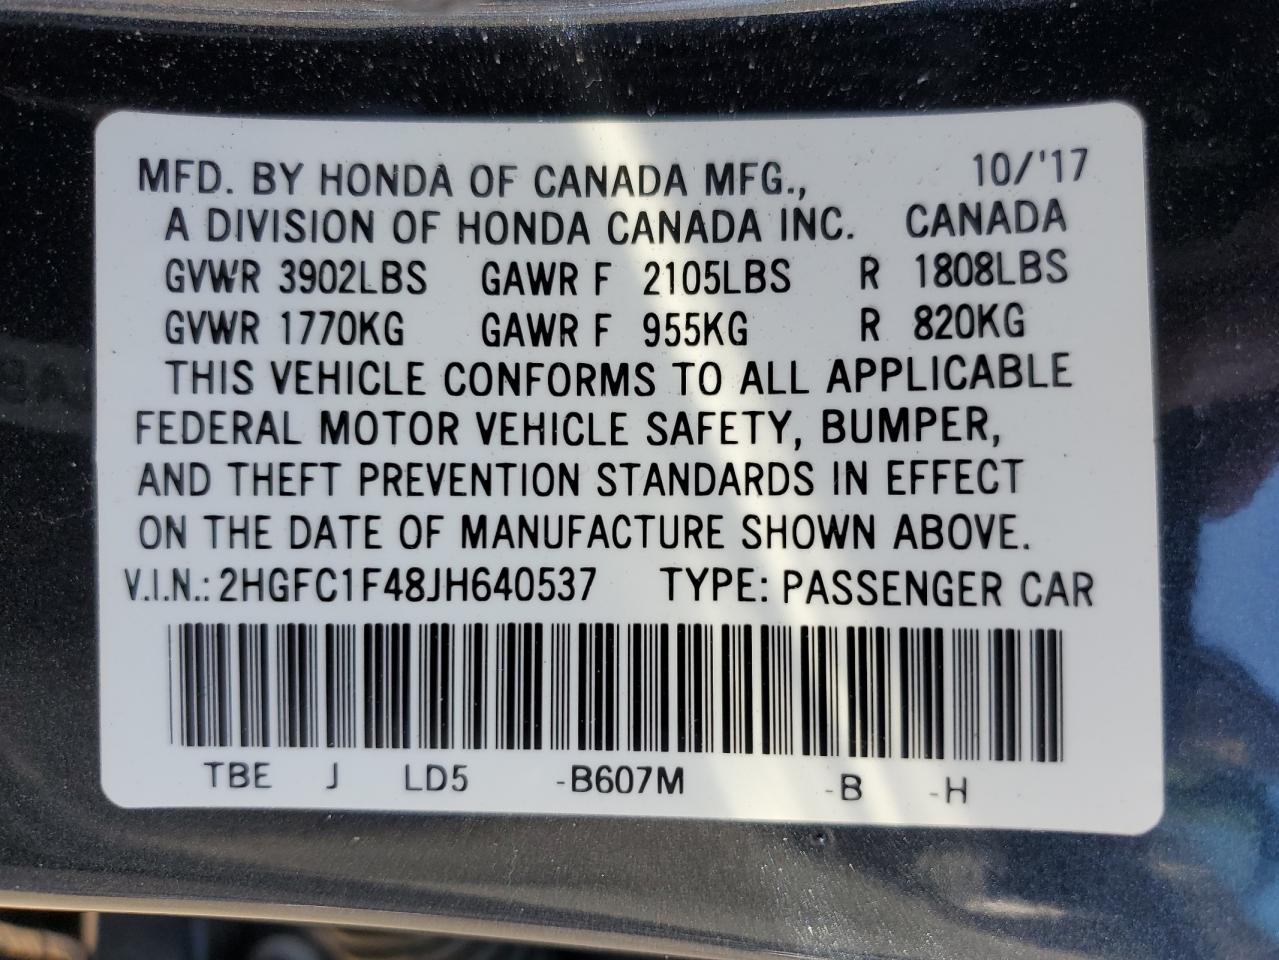 MFD. BY HONDA OF CANADA MFG., 10/'17
A DIVISION OF HONDA CANADA INC. CANADA
GVWR 3902LBS GAWR F 2105LBS R 1808LBS
GVWR 1770KG GAWR F 955KG R 820KG
THIS VEHICLE CONFORMS TO ALL APPLICABLE
FEDERAL MOTOR VEHICLE SAFETY, BUMPER,
AND THEFT PREVENTION STANDARDS IN EFFECT
ON THE DATE OF MANUFACTURE SHOWN ABOVE.
V.I.N.: 2HGFC1F48JH640537 TYPE: PASSENGER CAR
TBE J LD5 -B607M -B -H